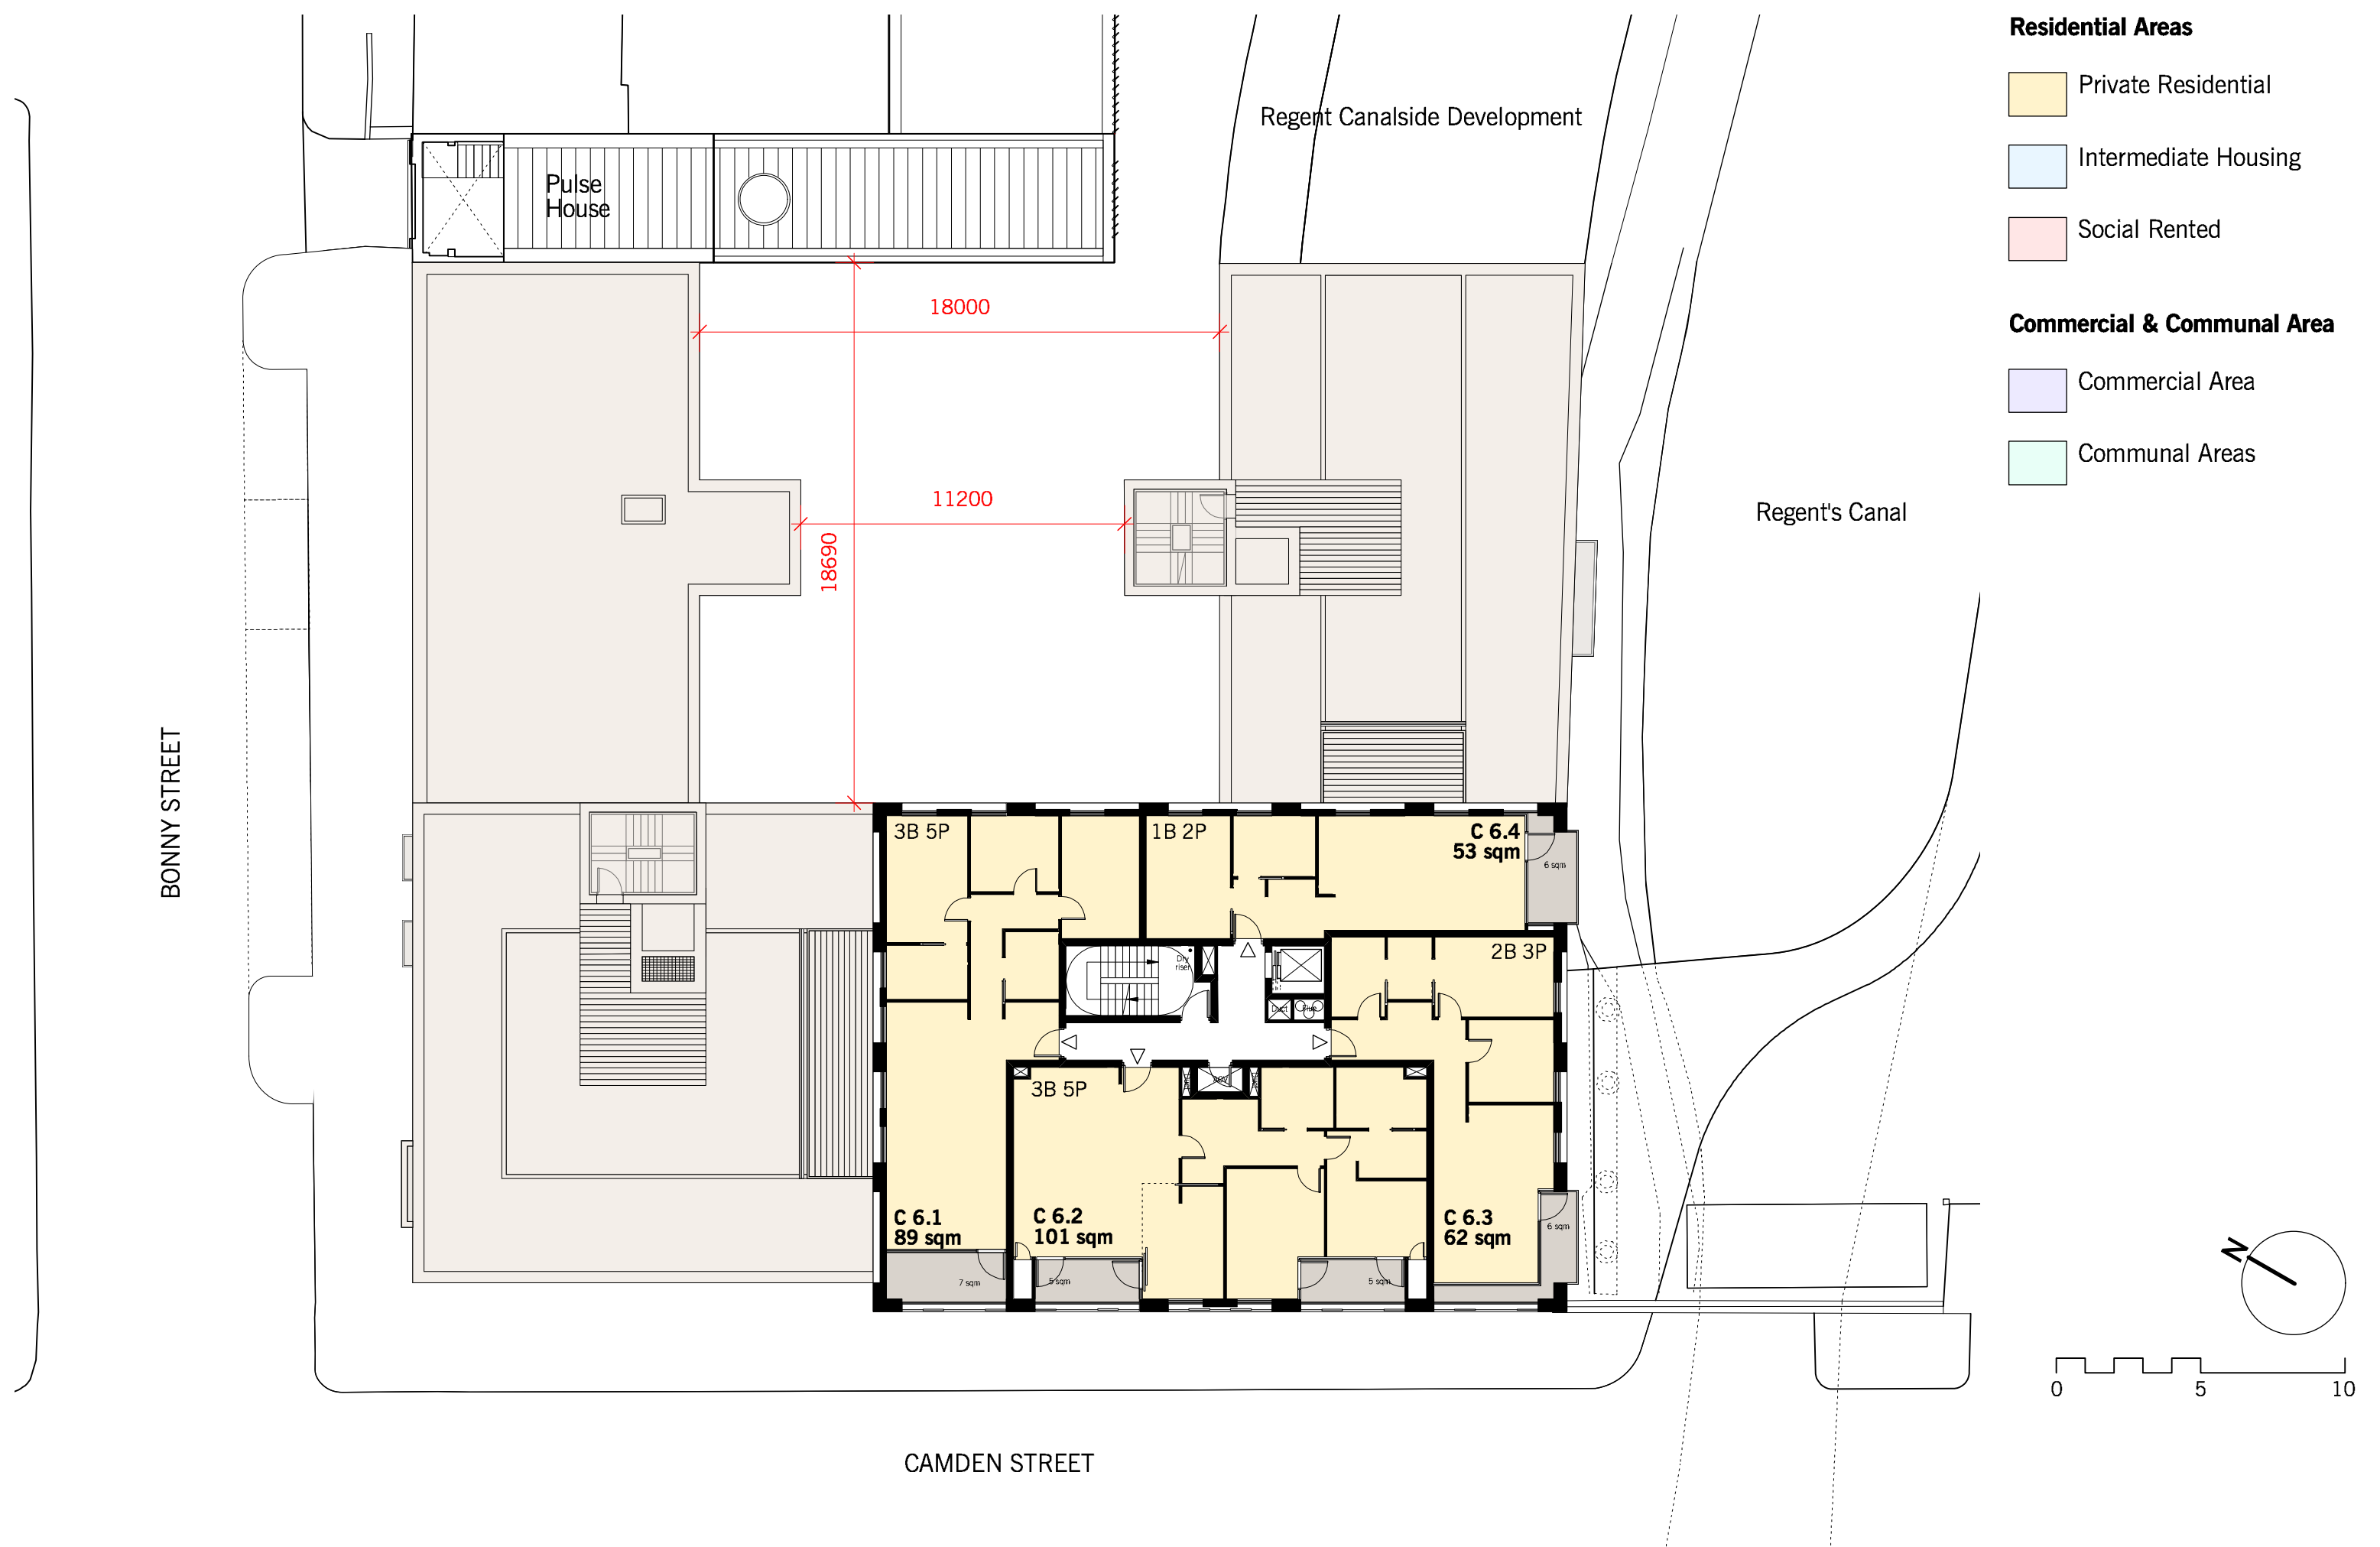 Residential Areas
Private Residential
Intermediate Housing
Social Rented
Commercial & Communal Area
Commercial Area
Communal Areas
Regent Canalside Development
Pulse
House
18000
11200
18690
Regent's Canal
BONNY STREET
3B 5P
1B 2P
C 6.4
53 sqm
6 sqm
2B 3P
Dry
riser
Duct
3B 5P
C 6.1
89 sqm
7 sqm
C 6.2
101 sqm
5 sqm
5 sqm
C 6.3
62 sqm
6 sqm
N
0 5 10
CAMDEN STREET